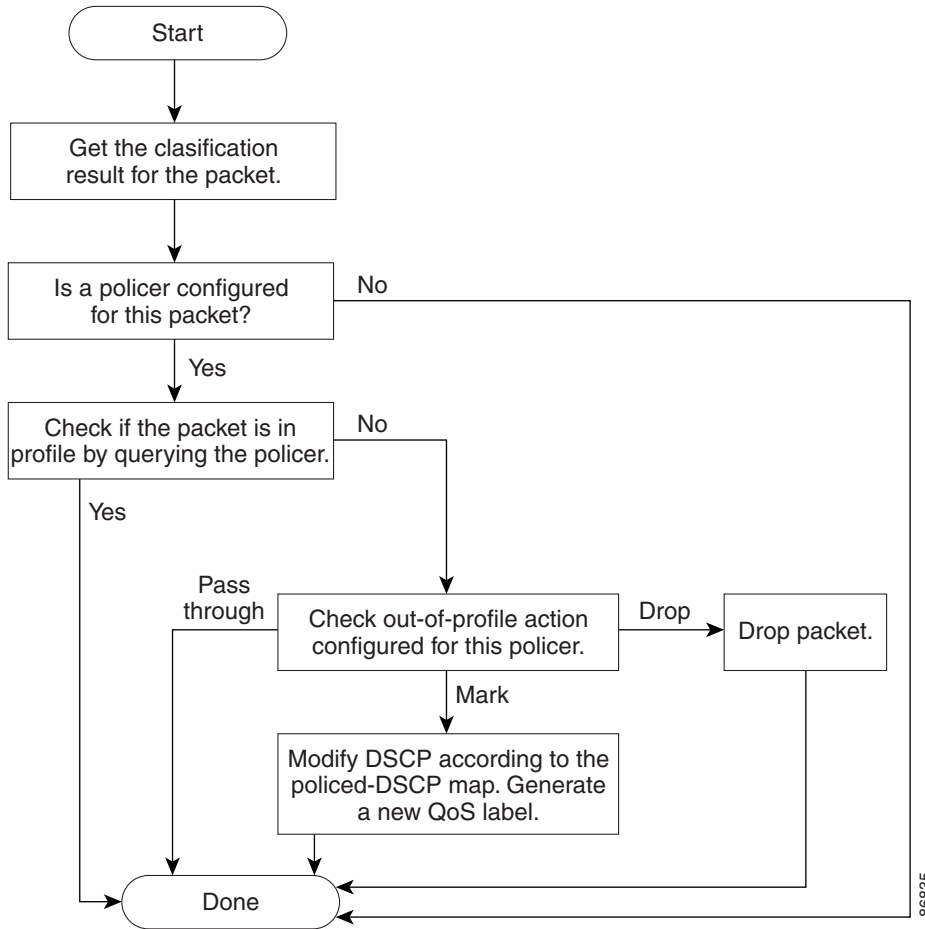 Start
Get the clasification
result for the packet.
Is a policer configured
for this packet?
No
Yes
Check if the packet is in
profile by querying the policer.
No
Yes
Pass
through
Check out-of-profile action
configured for this policer.
Drop
Drop packet.
Mark
Modify DSCP according to the
policed-DSCP map. Generate
a new QoS label.
Done
86835